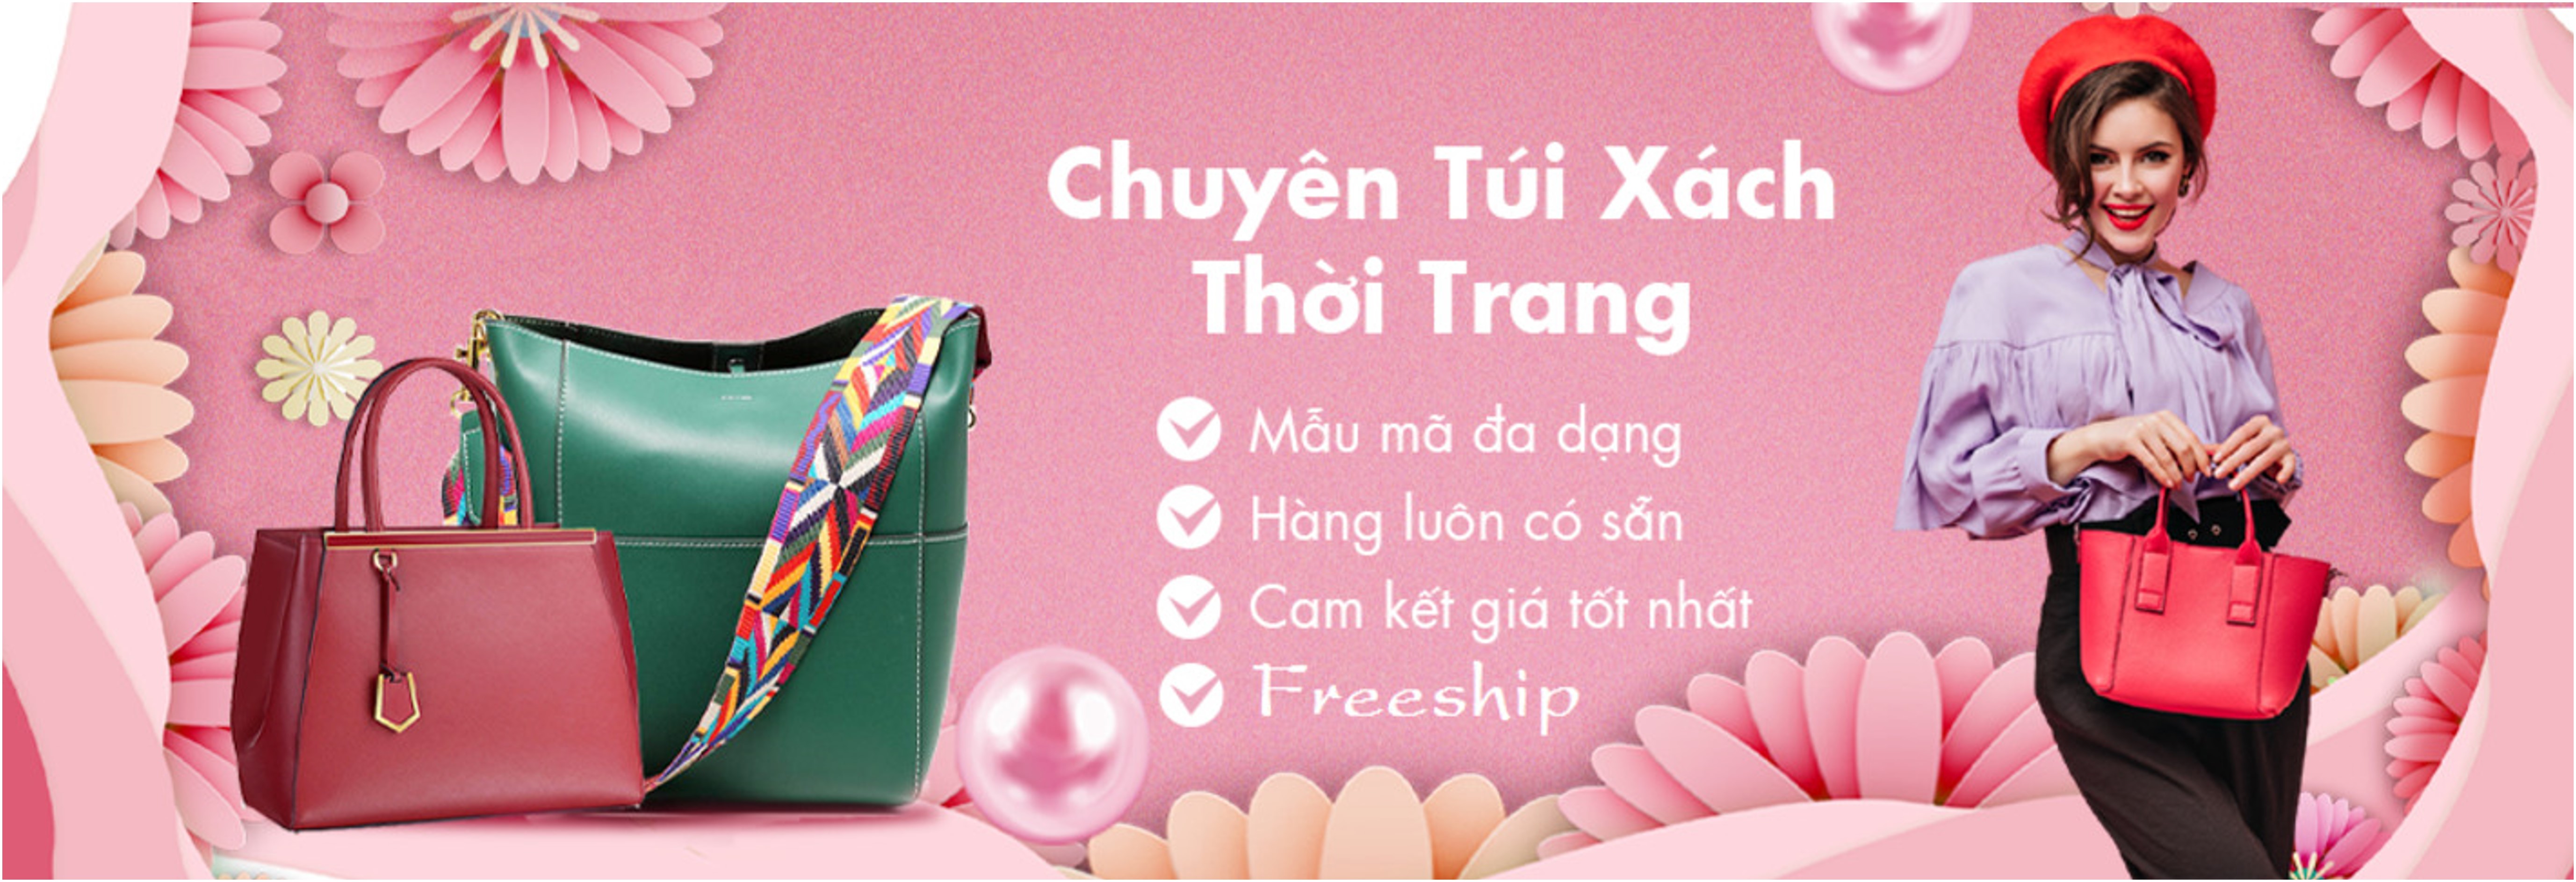 Chuyên Túi Xách
Thời Trang
Mẫu mã đa dạng
Hàng luôn có sẵn
Cam kết giá tốt nhất
Freeship